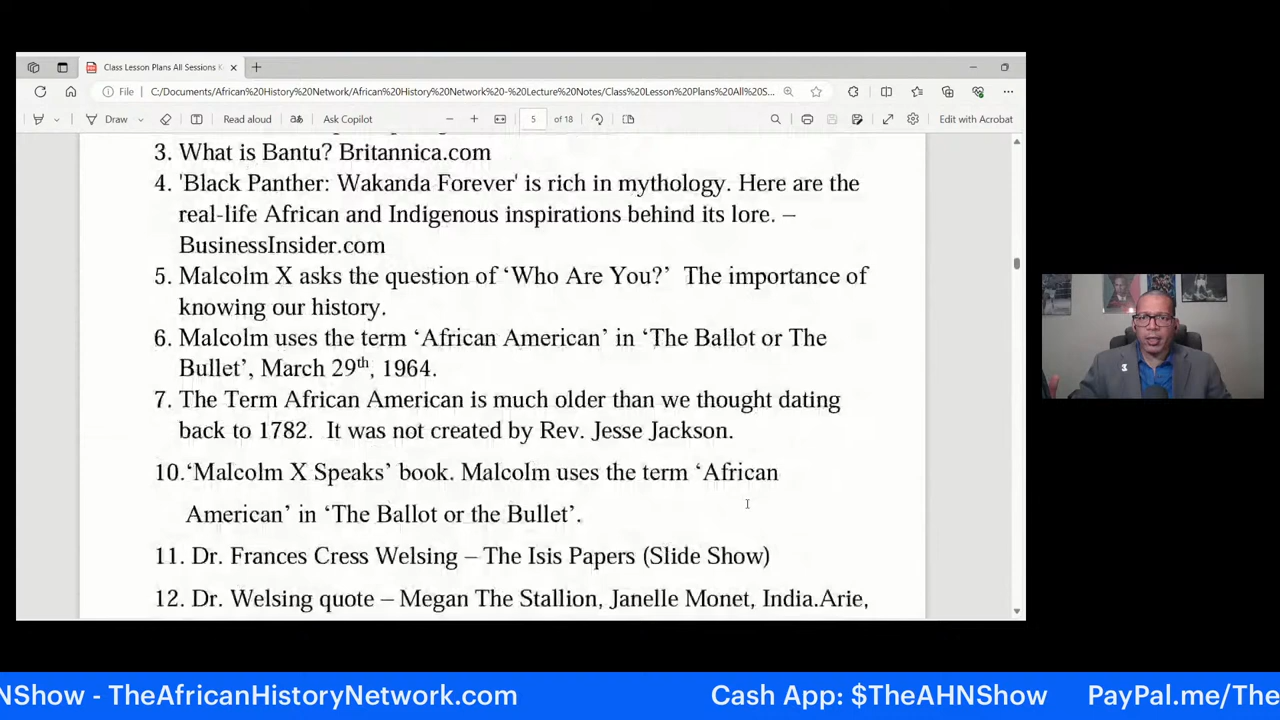 Class Lesson Plans All Sessions K
File
C:/Documents/African%20History%20Network/African%20History%20Network%20-%20Lecture%20Notes/Class%20Lesson%20Plans%20All%20S...
Draw
Read aloud
Ask Copilot
5
of 18
Edit with Acrobat
3. What is Bantu? Britannica.com
4. 'Black Panther: Wakanda Forever' is rich in mythology. Here are the
real-life African and Indigenous inspirations behind its lore. –
BusinessInsider.com
5. Malcolm X asks the question of ‘Who Are You?’ The importance of
knowing our history.
6. Malcolm uses the term ‘African American’ in ‘The Ballot or The
Bullet’, March 29th, 1964.
7. The Term African American is much older than we thought dating
back to 1782. It was not created by Rev. Jesse Jackson.
10.‘Malcolm X Speaks’ book. Malcolm uses the term ‘African
American’ in ‘The Ballot or the Bullet’.
11. Dr. Frances Cress Welsing – The Isis Papers (Slide Show)
12. Dr. Welsing quote – Megan The Stallion, Janelle Monet, India.Arie,
NShow - TheAfricanHistoryNetwork.com
Cash App: $TheAHNShow
PayPal.me/The